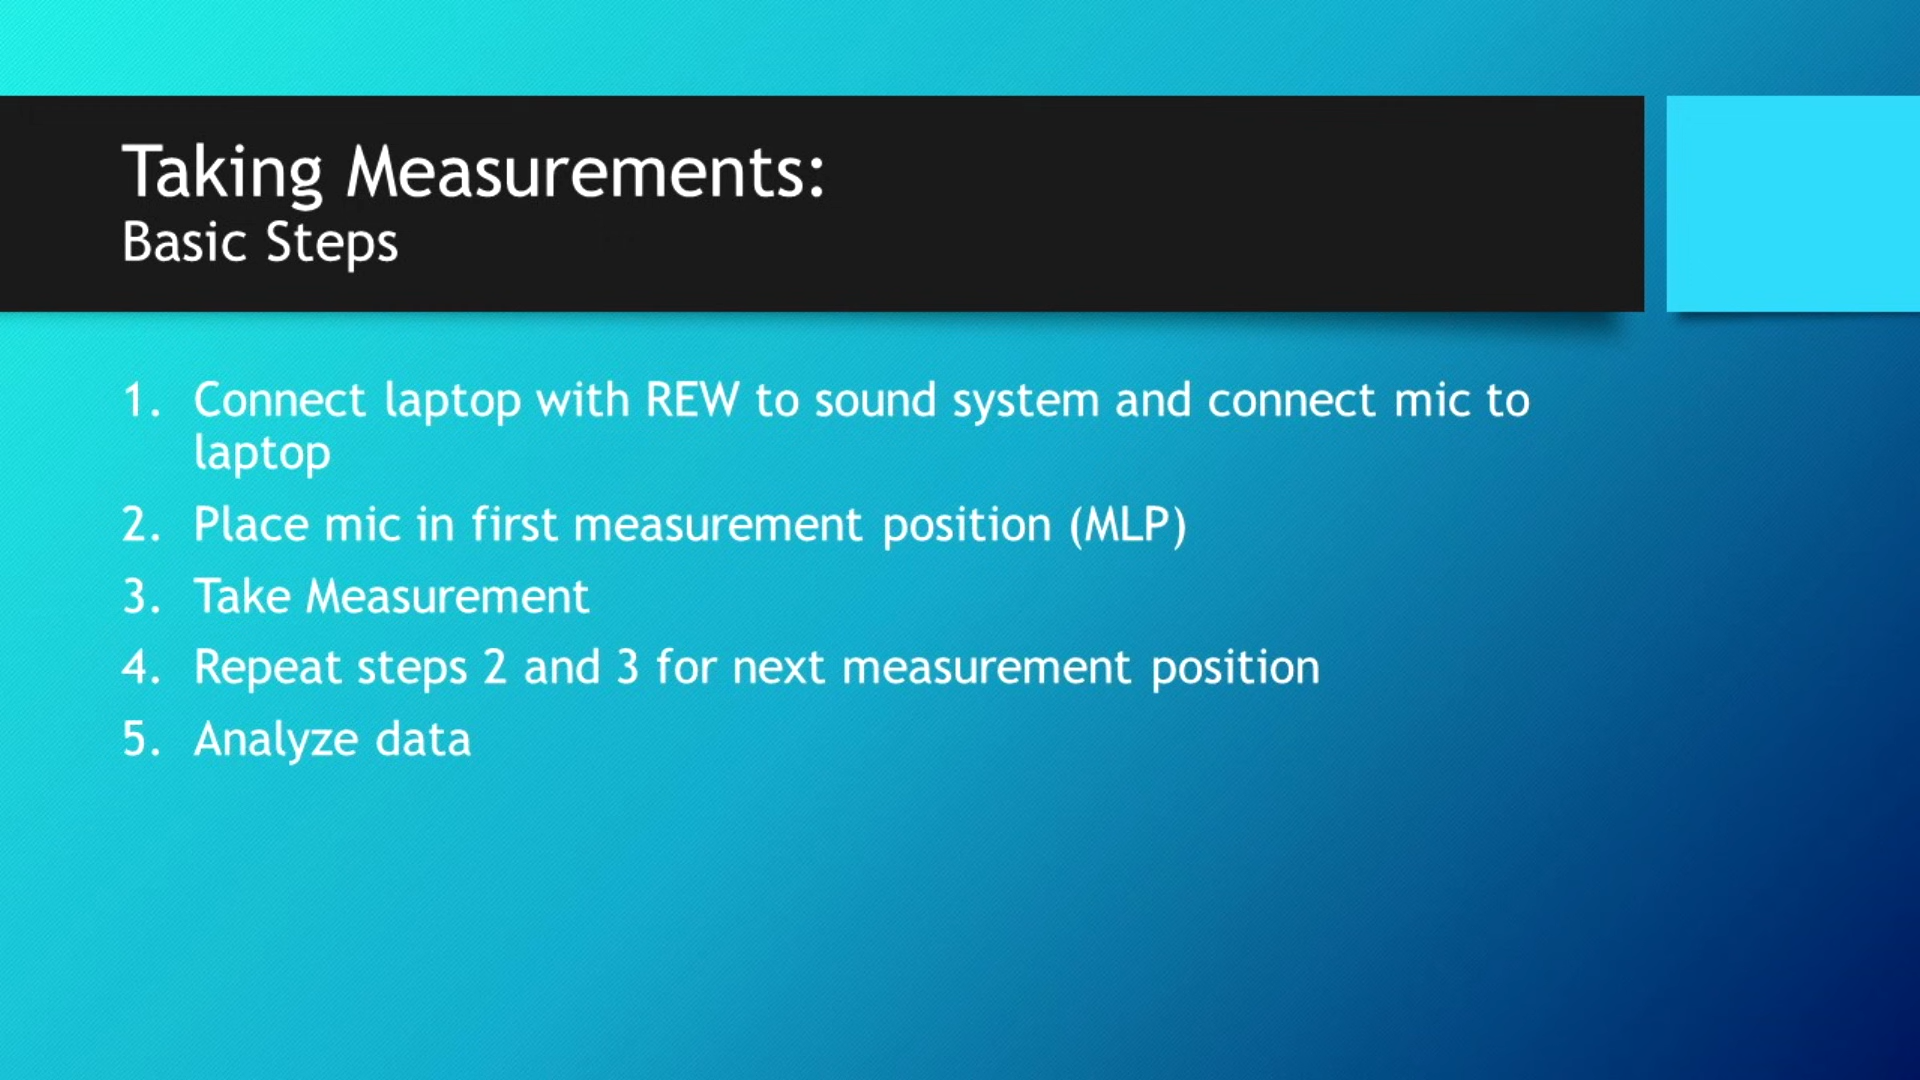 Taking Measurements:
Basic Steps
1. Connect laptop with REW to sound system and connect mic to
laptop
2. Place mic in first measurement position (MLP)
3. Take Measurement
4. Repeat steps 2 and 3 for next measurement position
5. Analyze data